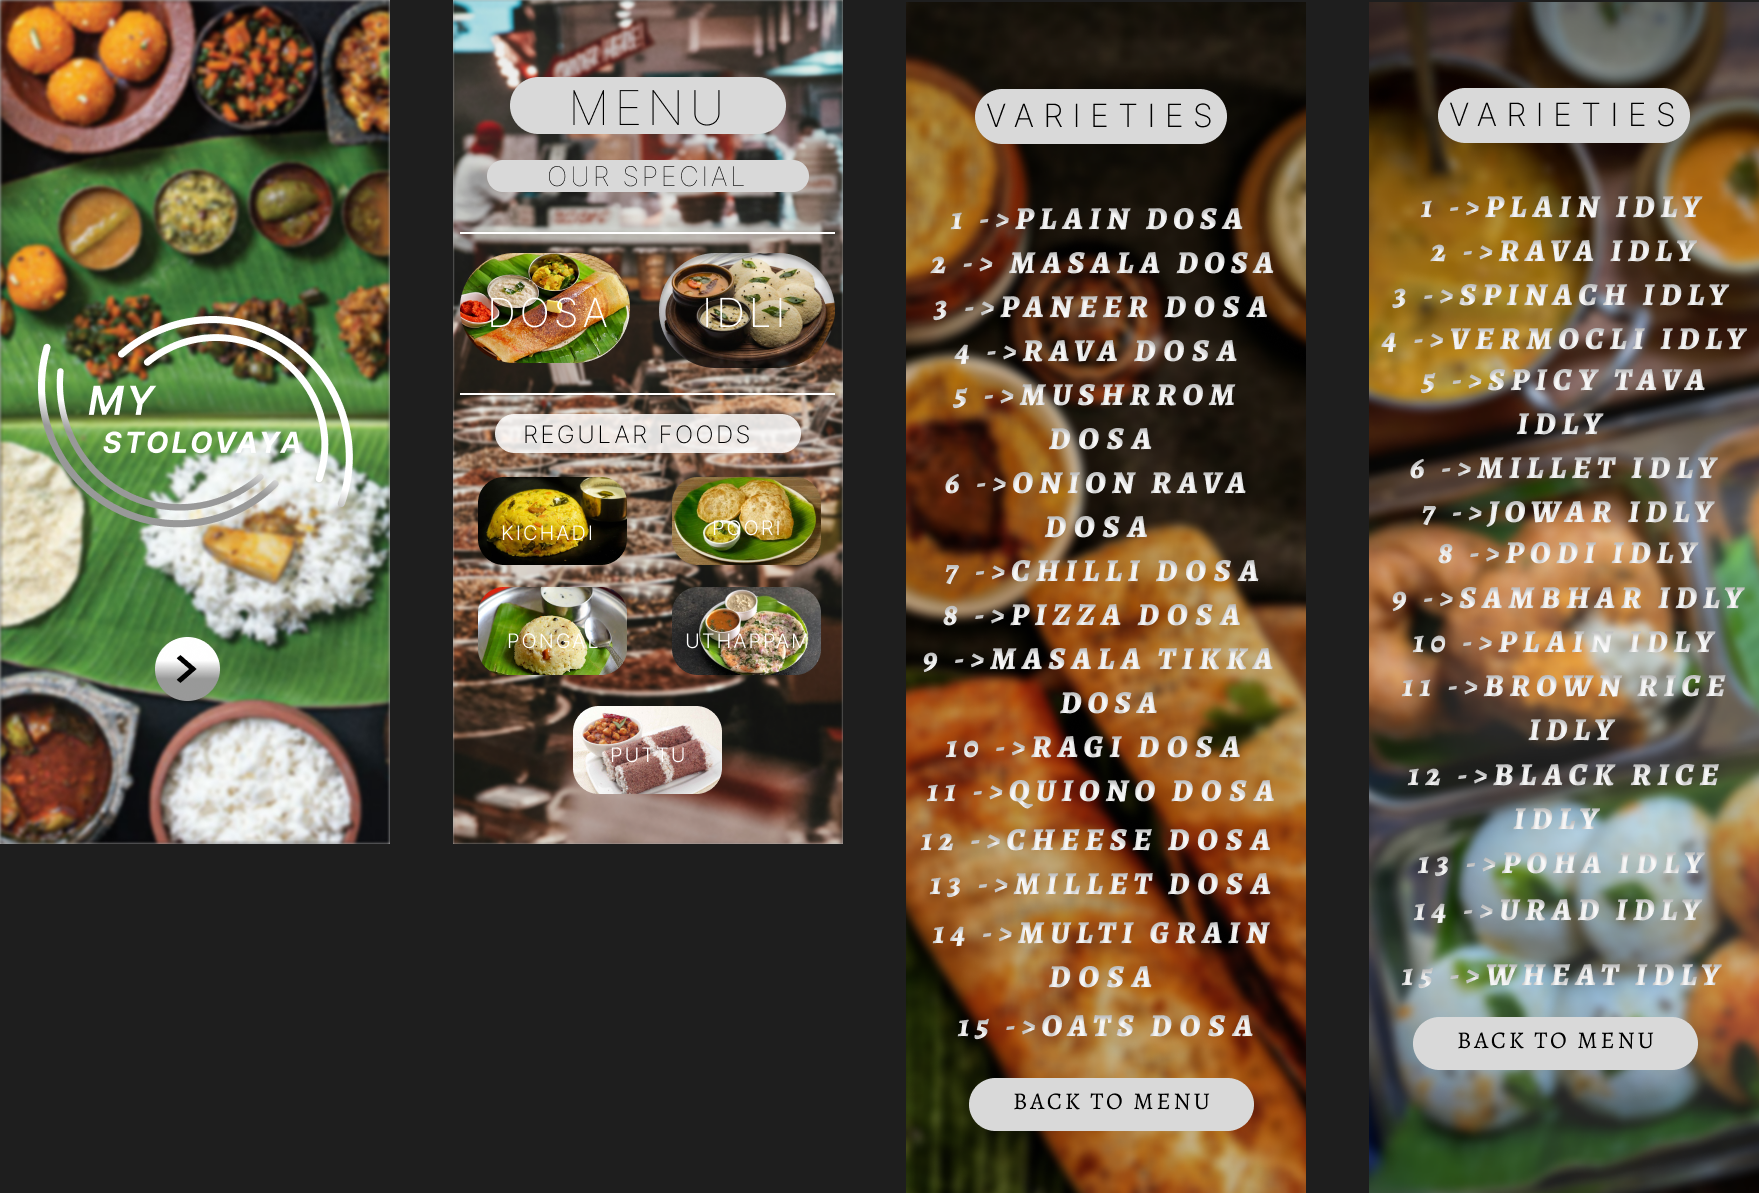 MY
STOLOVAYA
ORDER HERE!
MENU
OUR SPECIAL
DOSA
IDLI
REGULAR FOODS
KICHADI
POORI
PONGAL
UTHAPPAM
PUTTU
VARIETIES
1 ->PLAIN DOSA
2 -> MASALA DOSA
3 ->PANEER DOSA
4 ->RAVA DOSA
5 ->MUSHRROM
DOSA
6 ->ONION RAVA
DOSA
7 ->CHILLI DOSA
8 ->PIZZA DOSA
9 ->MASALA TIKKA
DOSA
10 ->RAGI DOSA
11 ->QUIONO DOSA
12 ->CHEESE DOSA
13 ->MILLET DOSA
14 ->MULTI GRAIN
DOSA
15 ->OATS DOSA
BACK TO MENU
VARIETIES
1 ->PLAIN IDLY
2 ->RAVA IDLY
3 ->SPINACH IDLY
4 ->VERMOCLI IDLY
5 ->SPICY TAVA
IDLY
6 ->MILLET IDLY
7 ->JOWAR IDLY
8 ->PODI IDLY
9 ->SAMBHAR IDLY
10 ->PLAIN IDLY
11 ->BROWN RICE
IDLY
12 ->BLACK RICE
IDLY
13 ->POHA IDLY
14 ->URAD IDLY
15 ->WHEAT IDLY
BACK TO MENU